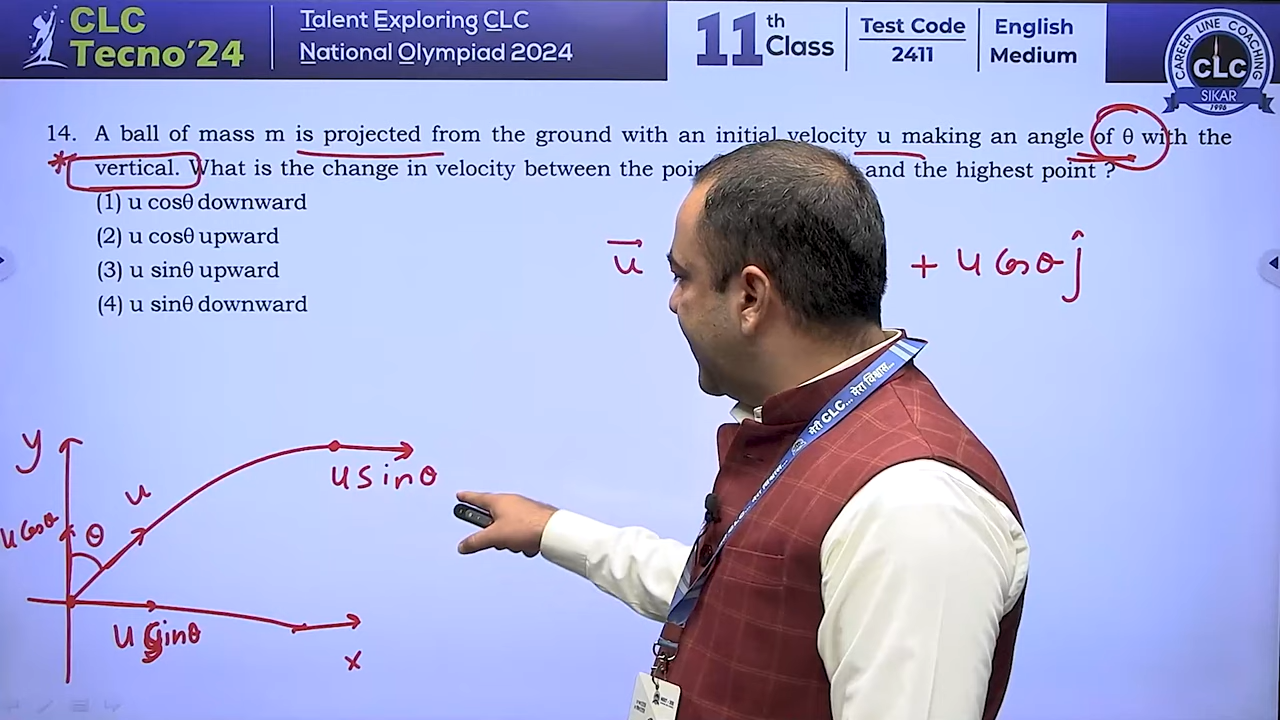 CLC
Tecno'24
Talent Exploring CLC
National Olympiad 2024
11th Class
Test Code
2411
English
Medium
CAREER LINE COACHING
CLC
SIKAR
1996
14. A ball of mass m is projected from the ground with an initial velocity u making an angle of θ with the
* vertical. What is the change in velocity between the and the highest point ?
(1) u cosθ downward
(2) u cosθ upward
(3) u sinθ upward
(4) u sinθ downward
u⃗ + u cosθ ĵ
y
u
u sinθ
u cosθ
θ
u sinθ
x
मेरी CLC... मेरा विश्वास...